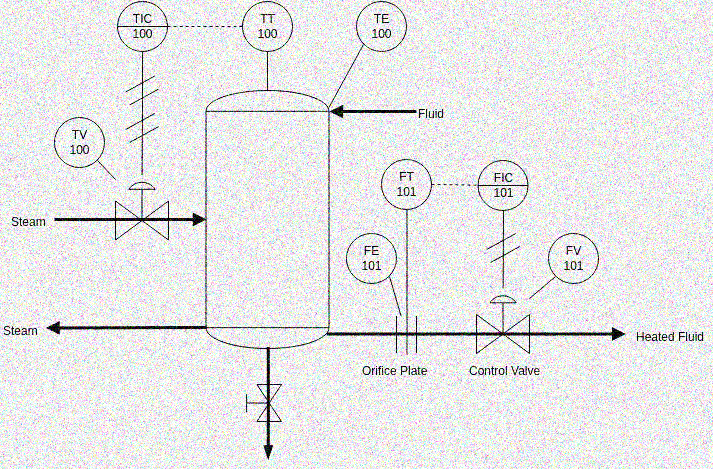 TIC
100
TT
100
TE
100
Fluid
TV
100
FT
101
FIC
101
Steam
FE
101
FV
101
Steam
Heated Fluid
Orifice Plate
Control Valve